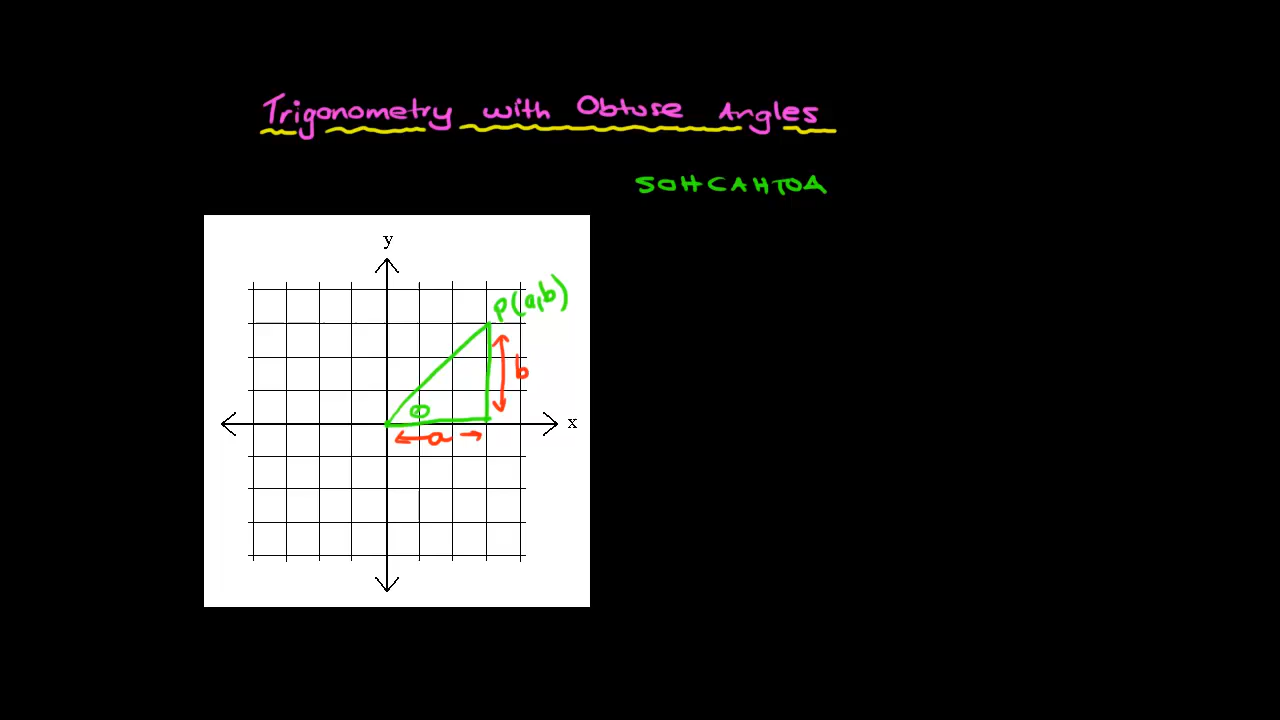 Trigonometry with Obtuse Angles
SOHCAHTOA
y
P(a,b)
b
θ
x
a